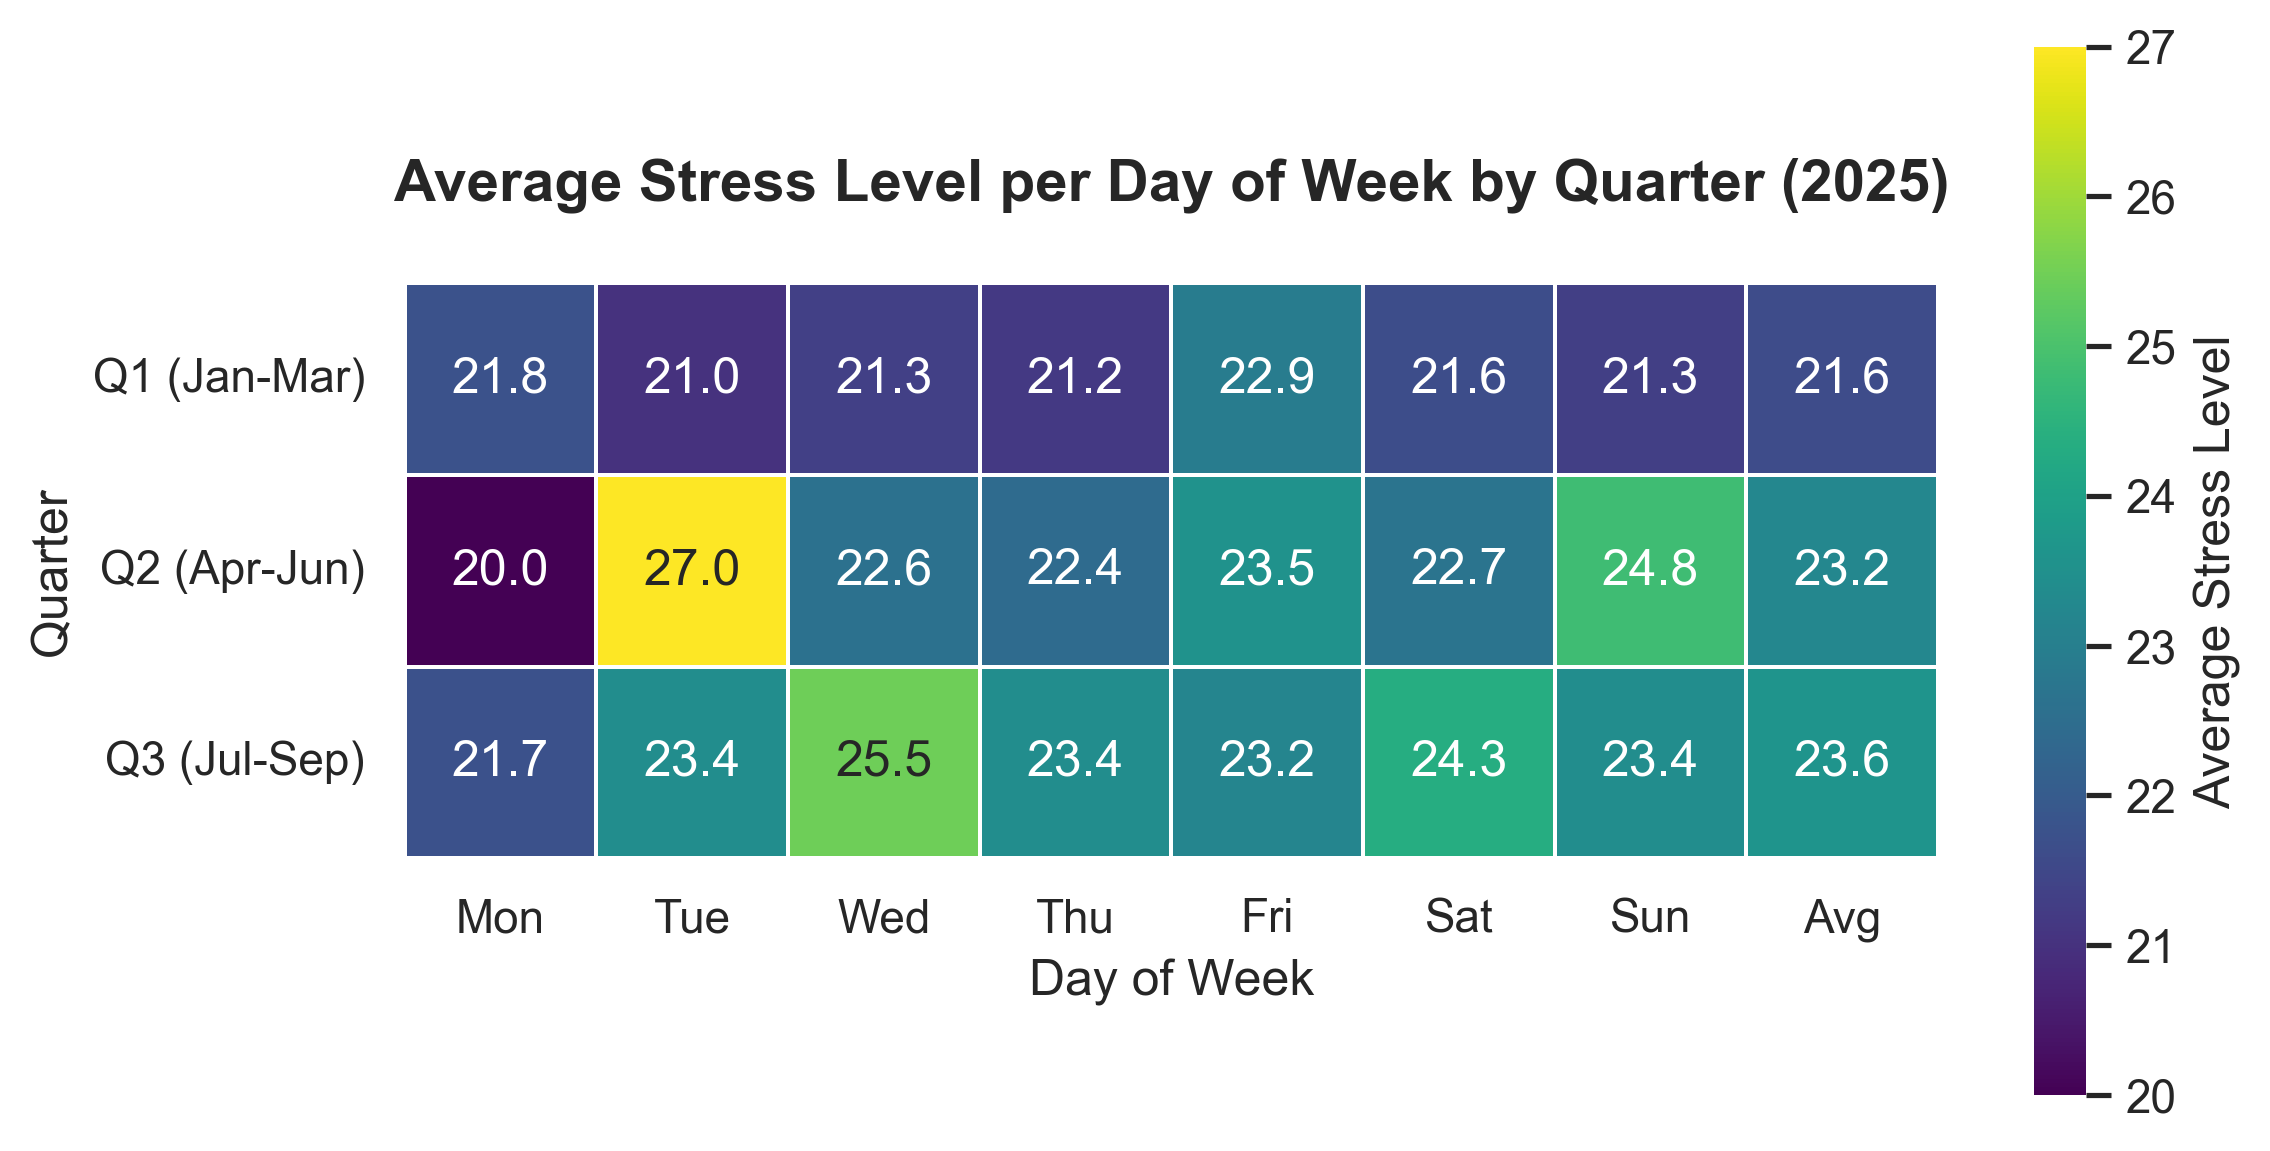 Average Stress Level per Day of Week by Quarter (2025)
Quarter
Q1 (Jan-Mar) 21.8 21.0 21.3 21.2 22.9 21.6 21.3 21.6
Q2 (Apr-Jun) 20.0 27.0 22.6 22.4 23.5 22.7 24.8 23.2
Q3 (Jul-Sep) 21.7 23.4 25.5 23.4 23.2 24.3 23.4 23.6
Mon Tue Wed Thu Fri Sat Sun Avg
Day of Week
27
26
25
24
23
22
21
20
Average Stress Level